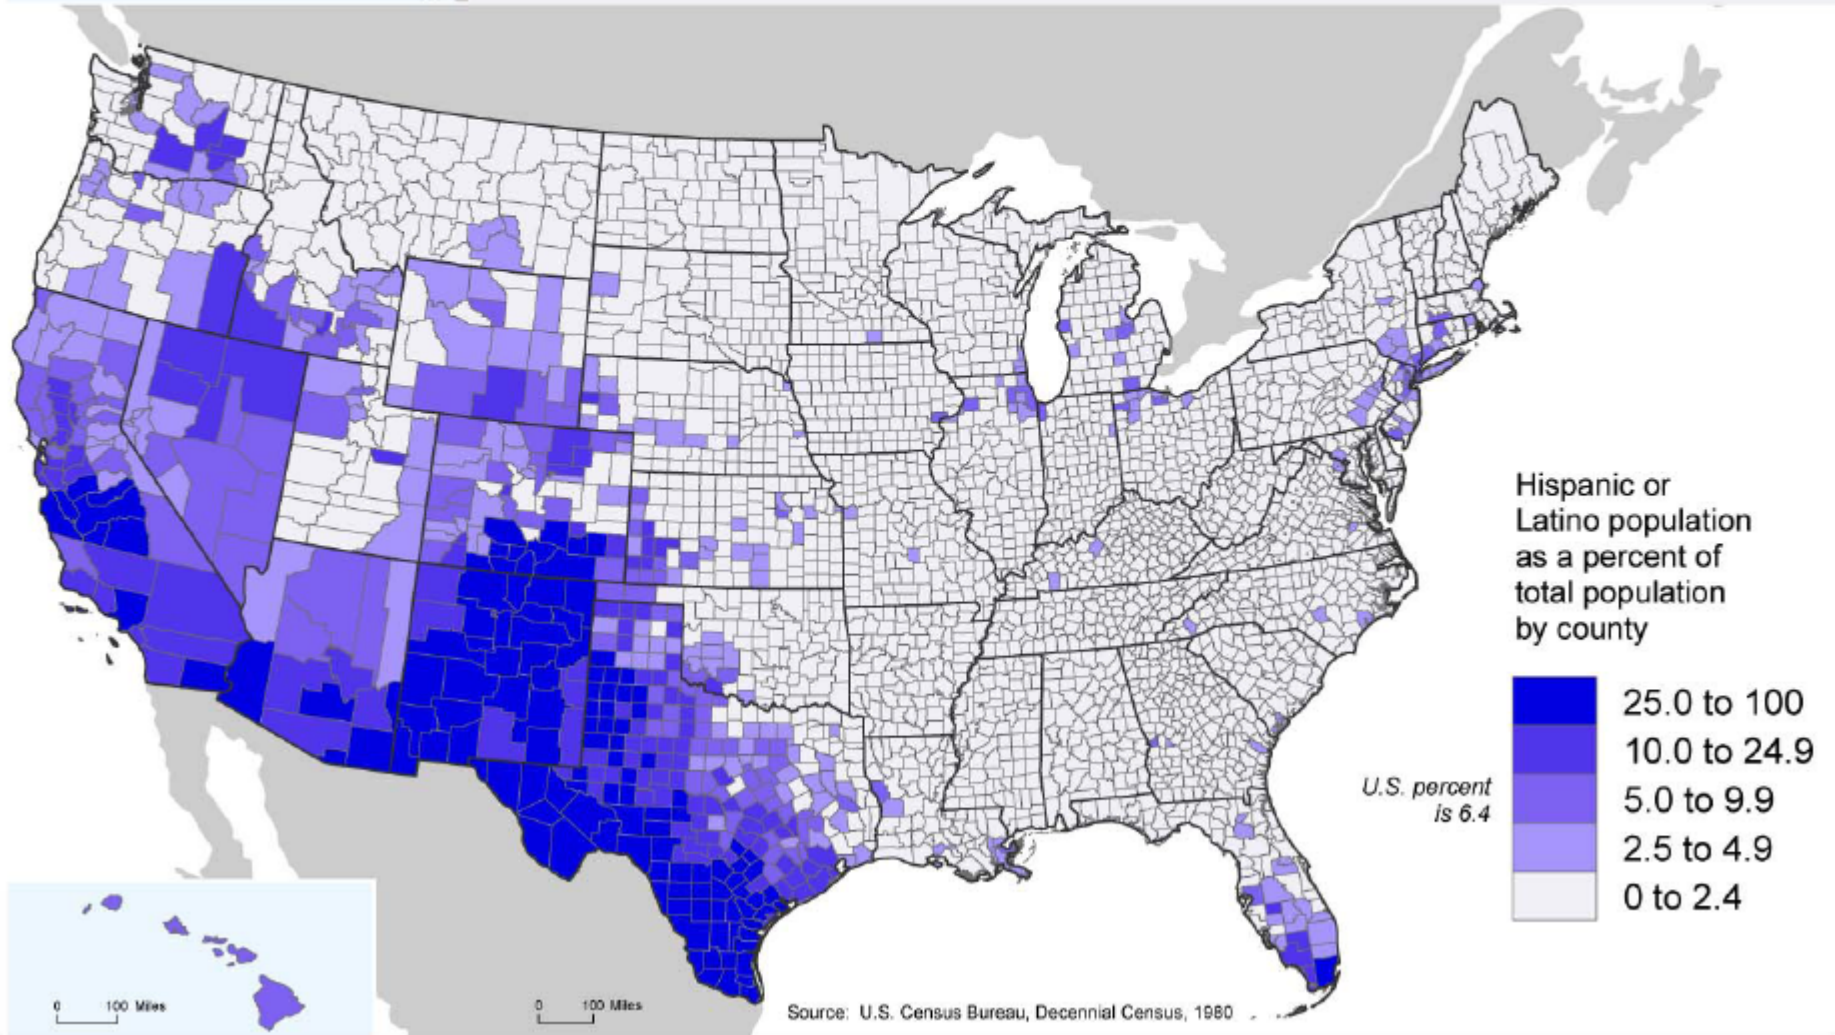 Hispanic or
Latino population
as a percent of
total population
by county
25.0 to 100
10.0 to 24.9
5.0 to 9.9
2.5 to 4.9
0 to 2.4
U.S. percent
is 6.4
0 100 Miles
0 100 Miles
Source: U.S. Census Bureau, Decennial Census, 1980